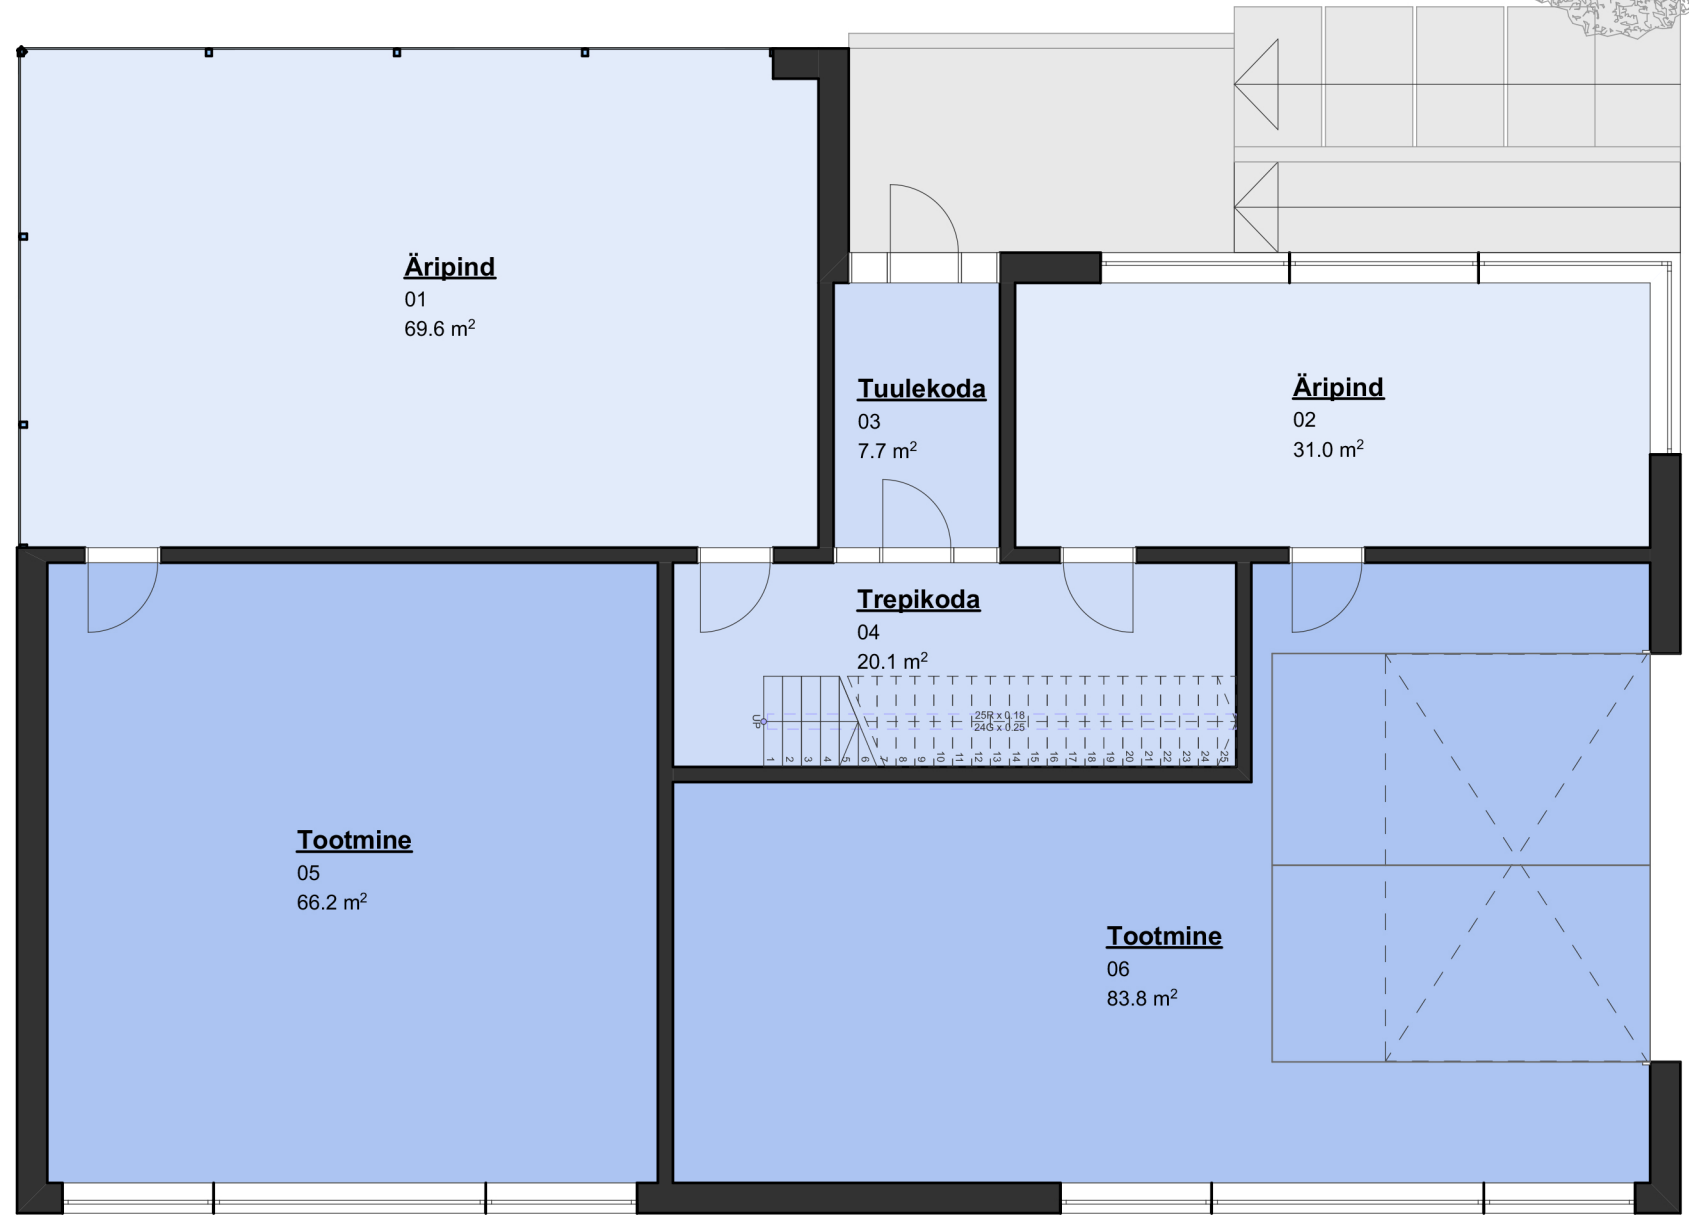 Äripind
01
69.6 m²
Tuulekoda
03
7.7 m²
Äripind
02
31.0 m²
Trepikoda
04
20.1 m²
UP
25R x 0.18
24G x 0.25
1 2 3 4 5 6 7 8 9 10 11 12 13 14 15 16 17 18 19 20 21 22 23 24 25
Tootmine
05
66.2 m²
Tootmine
06
83.8 m²